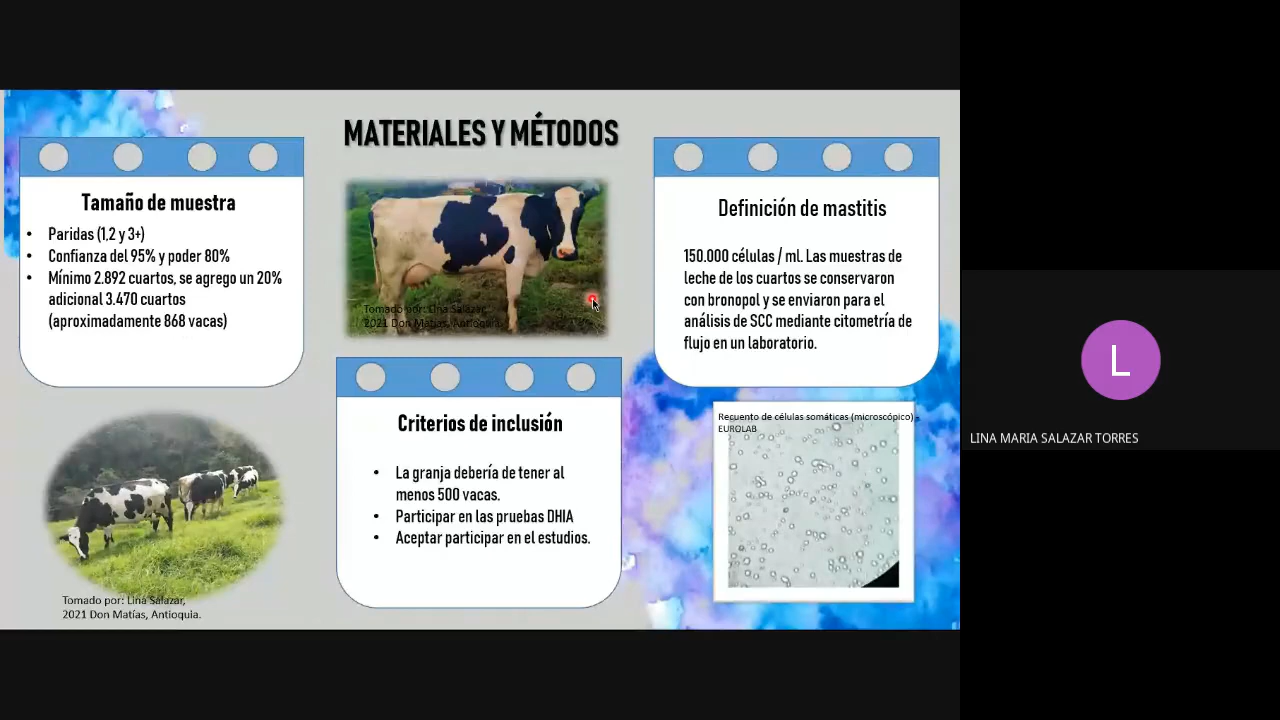 MATERIALES Y MÉTODOS
Tamaño de muestra
• Paridas (1,2 y 3+)
• Confianza del 95% y poder 80%
• Mínimo 2.892 cuartos, se agrego un 20%
adicional 3.470 cuartos
(aproximadamente 868 vacas)
Tomado por: Lina Salazar,
2021 Don Matías, Antioquia.
Tomado por: Lina Salazar,
2021 Don Matías, Antioquia.
Criterios de inclusión
• La granja debería de tener al
menos 500 vacas.
• Participar en las pruebas DHIA
• Aceptar participar en el estudios.
Definición de mastitis
150.000 células / ml. Las muestras de
leche de los cuartos se conservaron
con bronopol y se enviaron para el
análisis de SCC mediante citometría de
flujo en un laboratorio.
Recuento de células somáticas (microscópico) -
EUROLAB
L
LINA MARIA SALAZAR TORRES